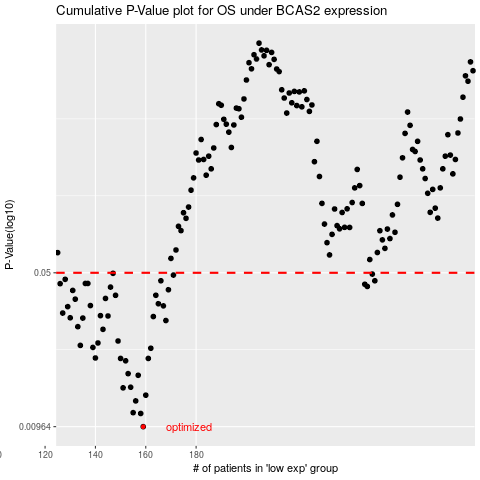 Cumulative P-Value plot for OS under BCAS2 expression
P-Value(log10)
0.05
0.00964
optimized
0 120 140 160 180
# of patients in 'low exp' group